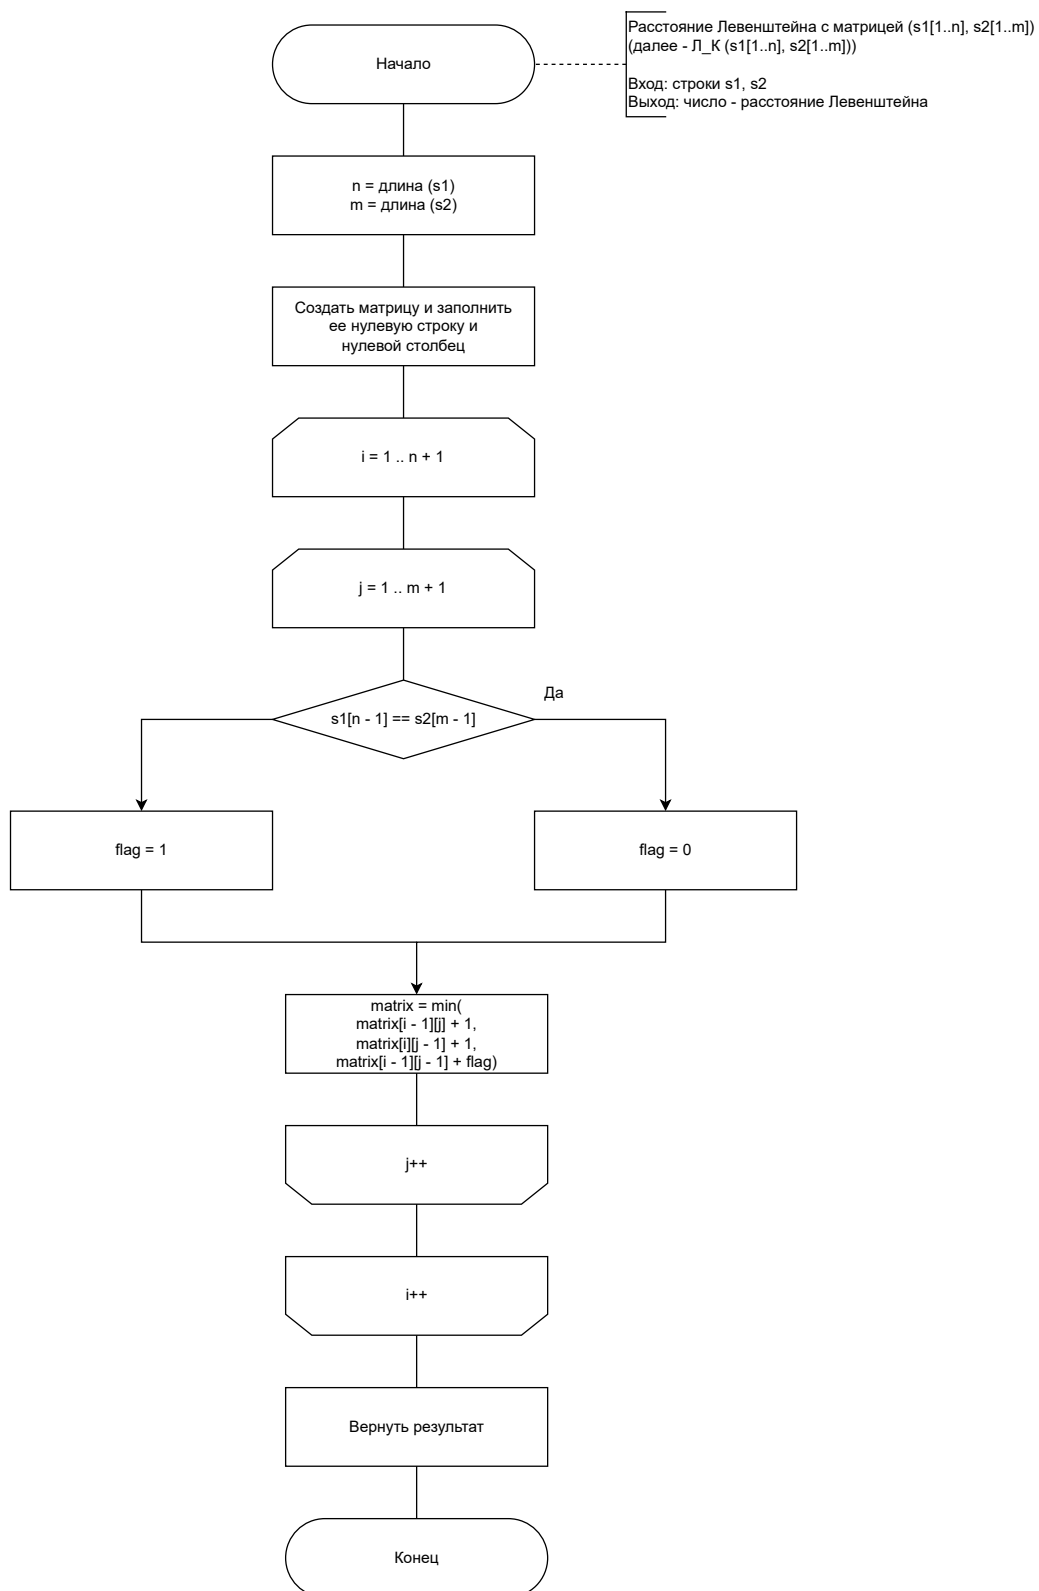 Начало
Расстояние Левенштейна с матрицей (s1[1..n], s2[1..m])
(далее - Л_К (s1[1..n], s2[1..m]))
Вход: строки s1, s2
Выход: число - расстояние Левенштейна
n = длина (s1)
m = длина (s2)
Создать матрицу и заполнить
ее нулевую строку и
нулевой столбец
i = 1 .. n + 1
j = 1 .. m + 1
s1[n - 1] == s2[m - 1]
Да
flag = 1
flag = 0
matrix = min(
matrix[i - 1][j] + 1,
matrix[i][j - 1] + 1,
matrix[i - 1][j - 1] + flag)
j++
i++
Вернуть результат
Конец